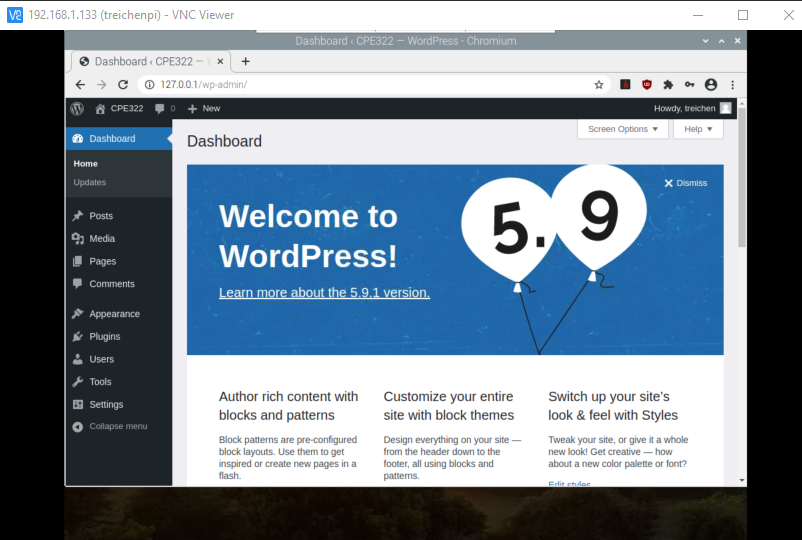 192.168.1.133 (treichenpi) - VNC Viewer
Dashboard ‹ CPE322 — WordPress - Chromium
Dashboard ‹ CPE322 —
127.0.0.1/wp-admin/
CPE322 0 New Howdy, treichen
Dashboard
Home
Updates
Posts
Media
Pages
Comments
Appearance
Plugins
Users
Tools
Settings
Collapse menu
Screen Options Help
Dashboard
Dismiss
Welcome to
WordPress!
Learn more about the 5.9.1 version.
5.9
Author rich content with
blocks and patterns
Block patterns are pre-configured
block layouts. Use them to get
inspired or create new pages in a
flash.
Customize your entire
site with block themes
Design everything on your site —
from the header down to the
footer, all using blocks and
patterns.
Switch up your site’s
look & feel with Styles
Tweak your site, or give it a whole
new look! Get creative — how
about a new color palette or font?
Edit styles